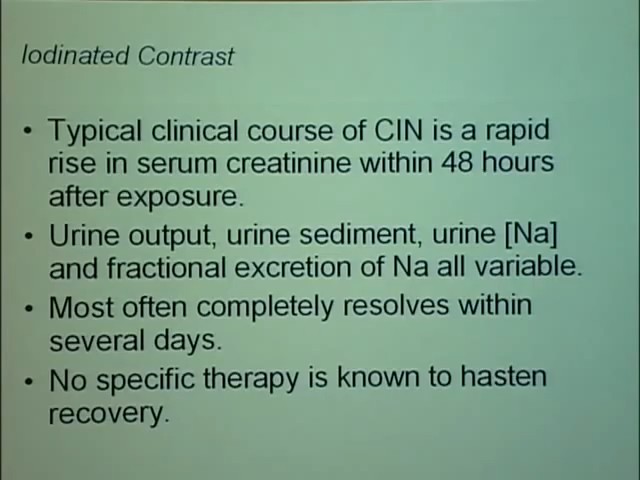 Iodinated Contrast
• Typical clinical course of CIN is a rapid
rise in serum creatinine within 48 hours
after exposure.
• Urine output, urine sediment, urine [Na]
and fractional excretion of Na all variable.
• Most often completely resolves within
several days.
• No specific therapy is known to hasten
recovery.